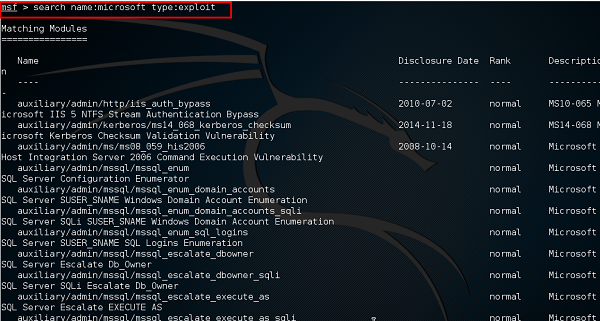 msf > search name:microsoft type:exploit
Matching Modules
================
Name Disclosure Date Rank Descriptio
n
---- --------------- ---- ----------
-
auxiliary/admin/http/iis_auth_bypass 2010-07-02 normal MS10-065 M
icrosoft IIS 5 NTFS Stream Authentication Bypass
auxiliary/admin/kerberos/ms14_068_kerberos_checksum 2014-11-18 normal MS14-068 M
icrosoft Kerberos Checksum Validation Vulnerability
auxiliary/admin/ms/ms08_059_his2006 2008-10-14 normal Microsoft
Host Integration Server 2006 Command Execution Vulnerability
auxiliary/admin/mssql/mssql_enum normal Microsoft
SQL Server Configuration Enumerator
auxiliary/admin/mssql/mssql_enum_domain_accounts normal Microsoft
SQL Server SUSER_SNAME Windows Domain Account Enumeration
auxiliary/admin/mssql/mssql_enum_domain_accounts_sqli normal Microsoft
SQL Server SQLi SUSER_SNAME Windows Domain Account Enumeration
auxiliary/admin/mssql/mssql_enum_sql_logins normal Microsoft
SQL Server SUSER_SNAME SQL Logins Enumeration
auxiliary/admin/mssql/mssql_escalate_dbowner normal Microsoft
SQL Server Escalate Db_Owner
auxiliary/admin/mssql/mssql_escalate_dbowner_sqli normal Microsoft
SQL Server SQLi Escalate Db_Owner
auxiliary/admin/mssql/mssql_escalate_execute_as normal Microsoft
SQL Server Escalate EXECUTE AS
auxiliary/admin/mssql/mssql_escalate_execute_as_sqli normal Microsoft